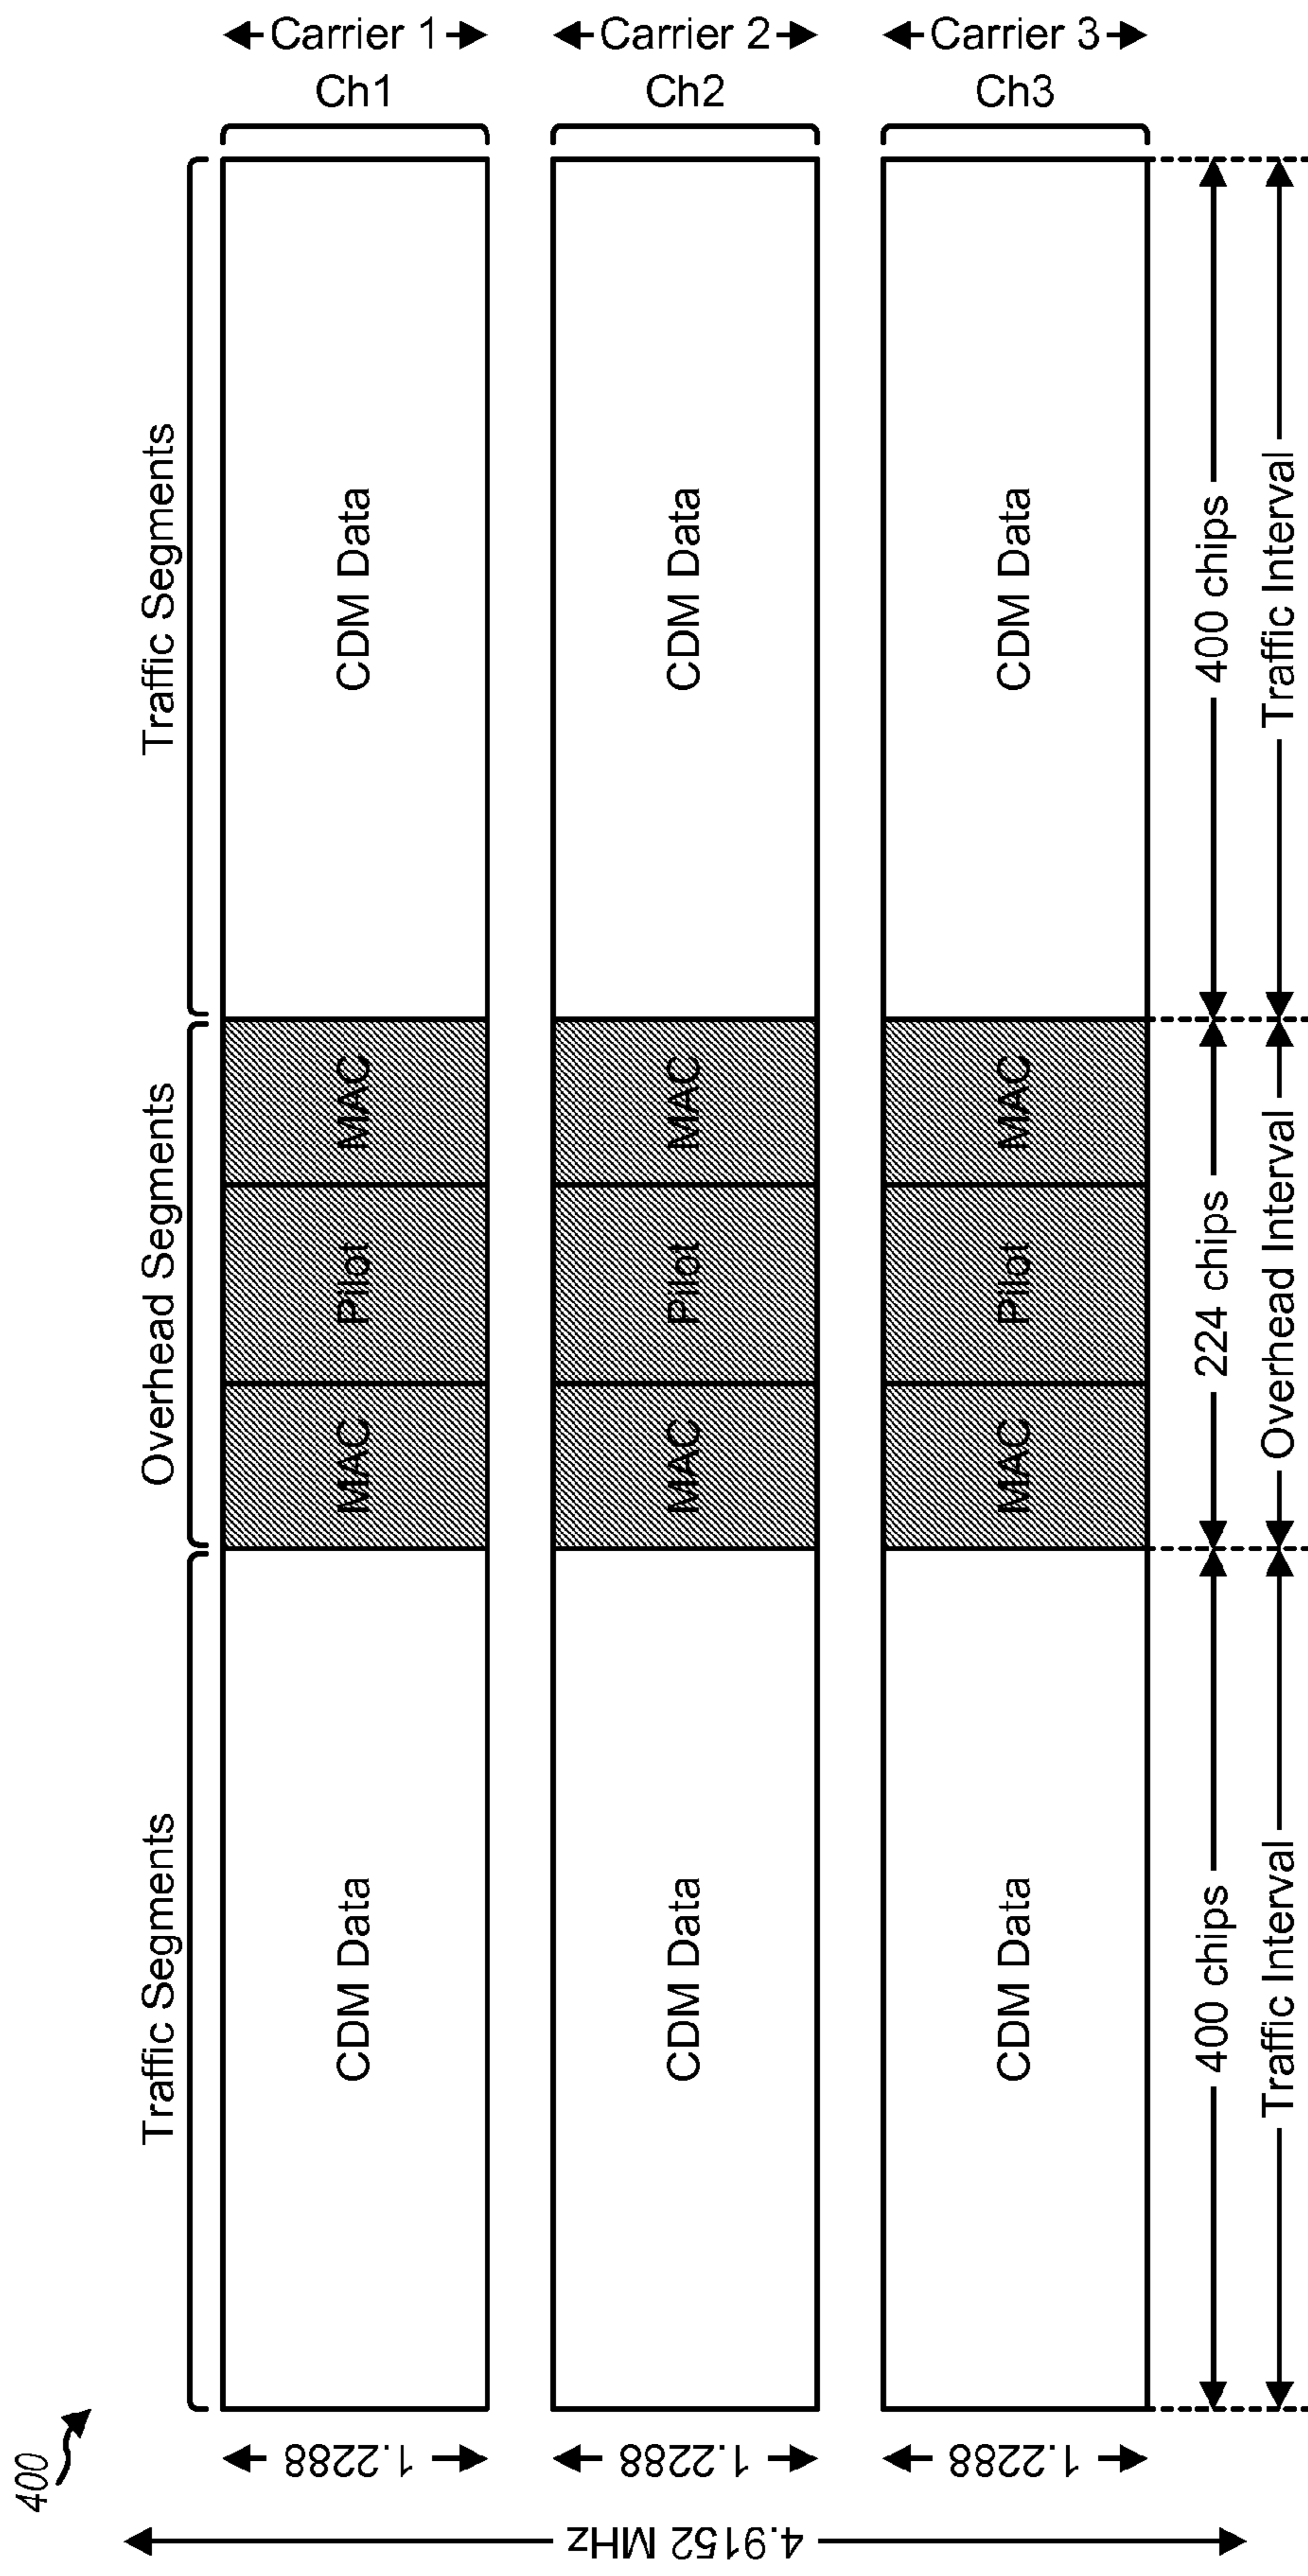 400
Traffic Segments
Overhead Segments
Traffic Segments
4.9152 MHz
1.2288
CDM Data
MAC
Pilot
MAC
CDM Data
Ch1
Carrier 1
1.2288
CDM Data
MAC
Pilot
MAC
CDM Data
Ch2
Carrier 2
1.2288
CDM Data
MAC
Pilot
MAC
CDM Data
Ch3
Carrier 3
400 chips
224 chips
400 chips
Traffic Interval
Overhead Interval
Traffic Interval